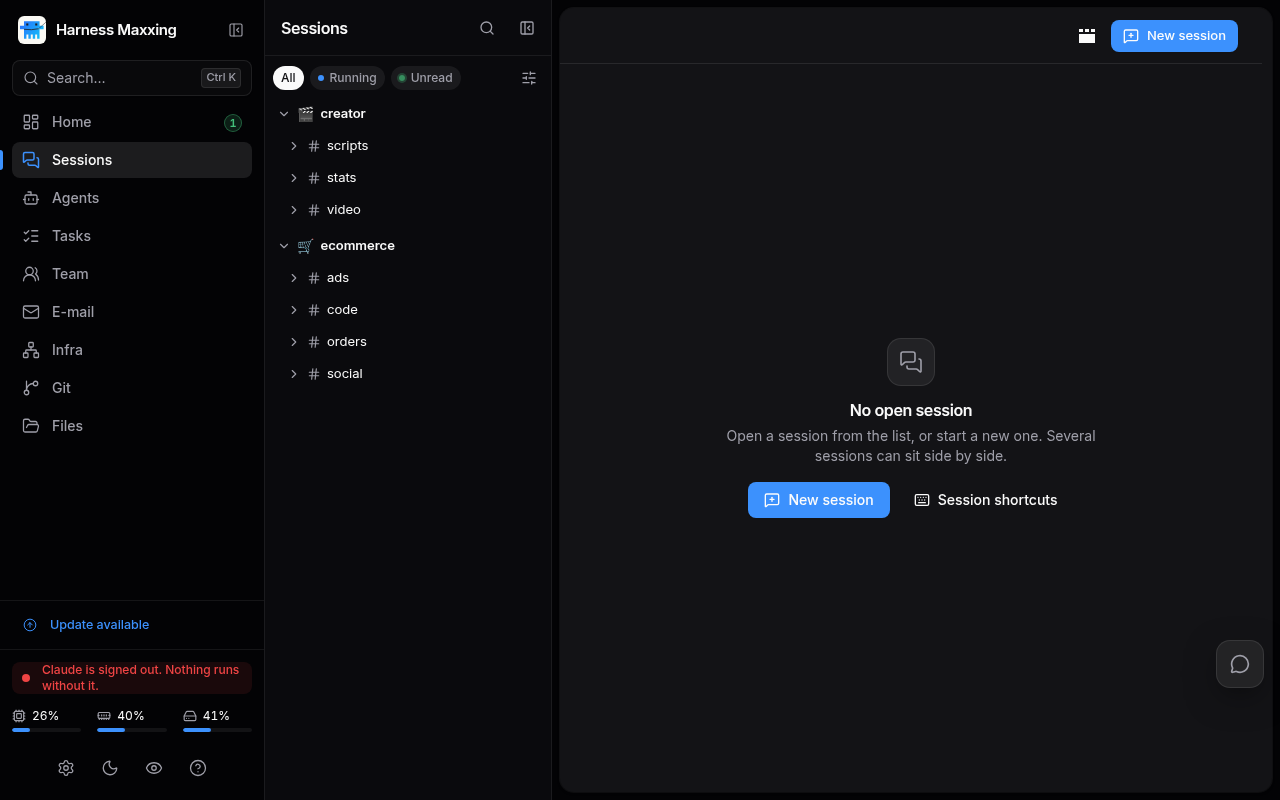 Harness Maxxing
Search...
Ctrl K
Home
1
Sessions
Agents
Tasks
Team
E-mail
Infra
Git
Files
Update available
Claude is signed out. Nothing runs
without it.
26%
40%
41%
Sessions
All
Running
Unread
creator
scripts
stats
video
ecommerce
ads
code
orders
social
New session
No open session
Open a session from the list, or start a new one. Several
sessions can sit side by side.
New session
Session shortcuts